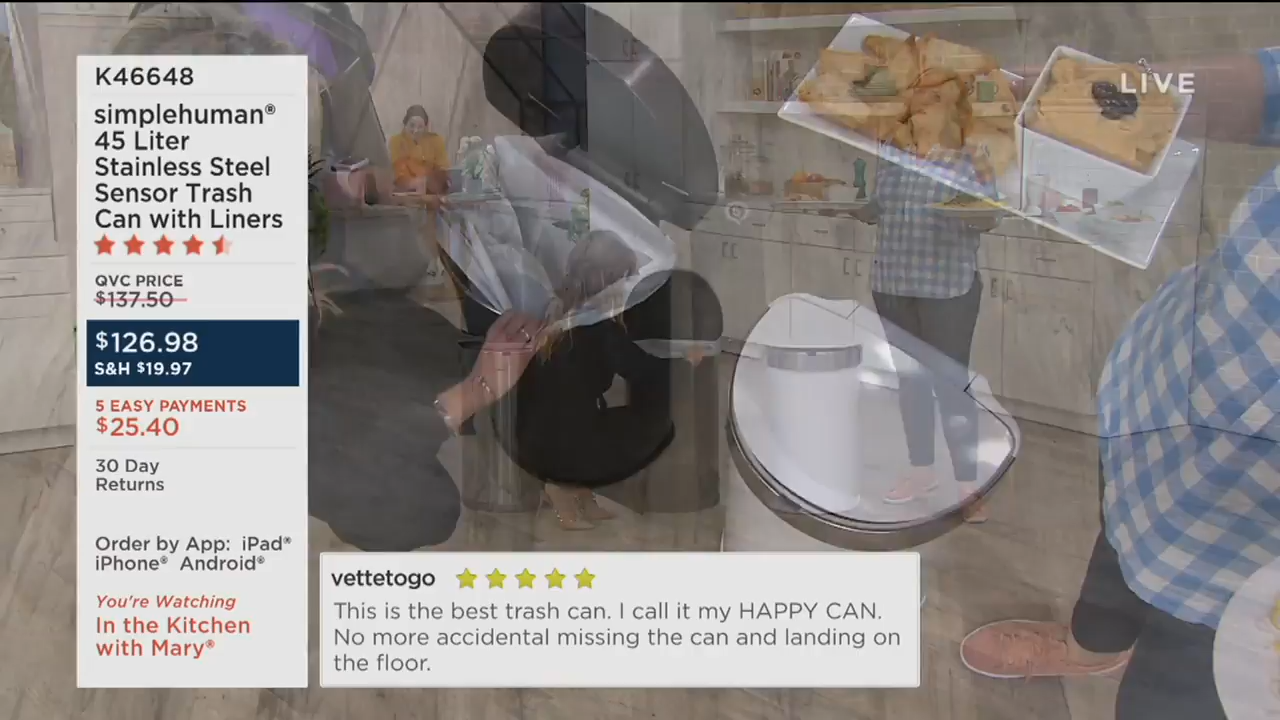 K46648
simplehuman®
45 Liter
Stainless Steel
Sensor Trash
Can with Liners
QVC PRICE
$137.50
$126.98
S&H $19.97
5 EASY PAYMENTS
$25.40
30 Day
Returns
Order by App: iPad®
iPhone® Android®
You're Watching
In the Kitchen
with Mary®
LIVE
vettetogo
This is the best trash can. I call it my HAPPY CAN.
No more accidental missing the can and landing on
the floor.